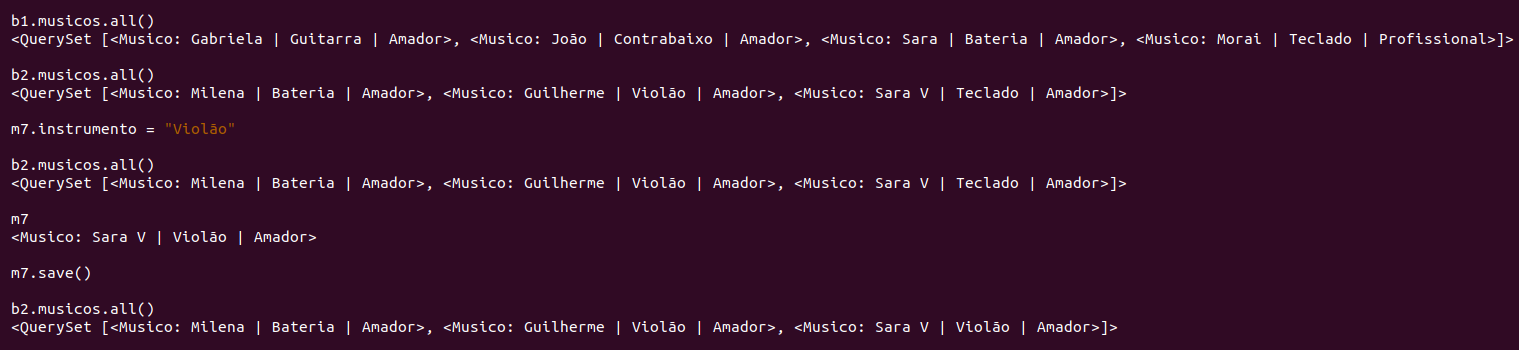 b1.musicos.all()
<QuerySet [<Musico: Gabriela | Guitarra | Amador>, <Musico: João | Contrabaixo | Amador>, <Musico: Sara | Bateria | Amador>, <Musico: Morai | Teclado | Profissional>]>
b2.musicos.all()
<QuerySet [<Musico: Milena | Bateria | Amador>, <Musico: Guilherme | Violão | Amador>, <Musico: Sara V | Teclado | Amador>]>
m7.instrumento = "Violão"
b2.musicos.all()
<QuerySet [<Musico: Milena | Bateria | Amador>, <Musico: Guilherme | Violão | Amador>, <Musico: Sara V | Teclado | Amador>]>
m7
<Musico: Sara V | Violão | Amador>
m7.save()
b2.musicos.all()
<QuerySet [<Musico: Milena | Bateria | Amador>, <Musico: Guilherme | Violão | Amador>, <Musico: Sara V | Violão | Amador>]>